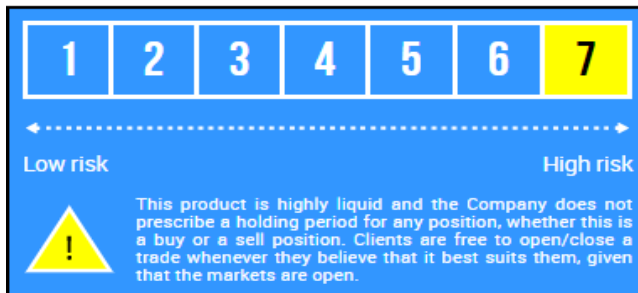 1 2 3 4 5 6 7
Low risk High risk
This product is highly liquid and the Company does not
prescribe a holding period for any position, whether this is
a buy or a sell position. Clients are free to open/close a
trade whenever they believe that it best suits them, given
that the markets are open.
!